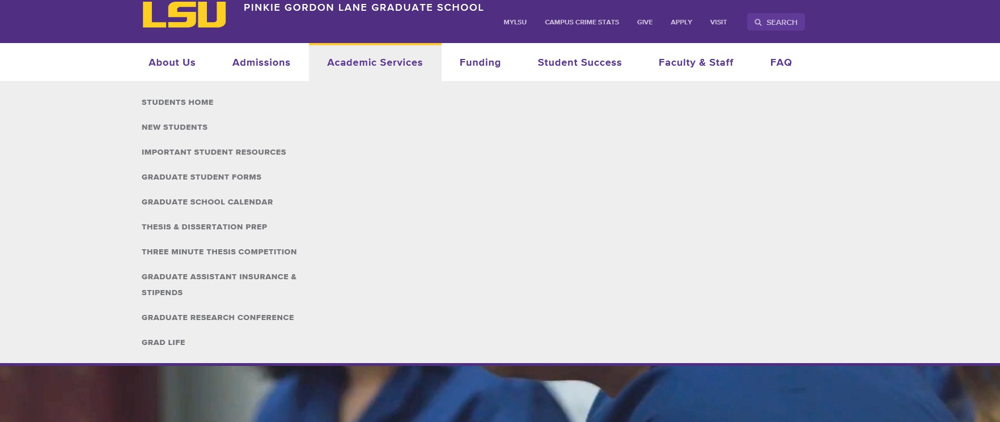 LSU
PINKIE GORDON LANE GRADUATE SCHOOL
MYLSU
CAMPUS CRIME STATS
GIVE
APPLY
VISIT
SEARCH
About Us
Admissions
Academic Services
Funding
Student Success
Faculty & Staff
FAQ
STUDENTS HOME
NEW STUDENTS
IMPORTANT STUDENT RESOURCES
GRADUATE STUDENT FORMS
GRADUATE SCHOOL CALENDAR
THESIS & DISSERTATION PREP
THREE MINUTE THESIS COMPETITION
GRADUATE ASSISTANT INSURANCE &
STIPENDS
GRADUATE RESEARCH CONFERENCE
GRAD LIFE